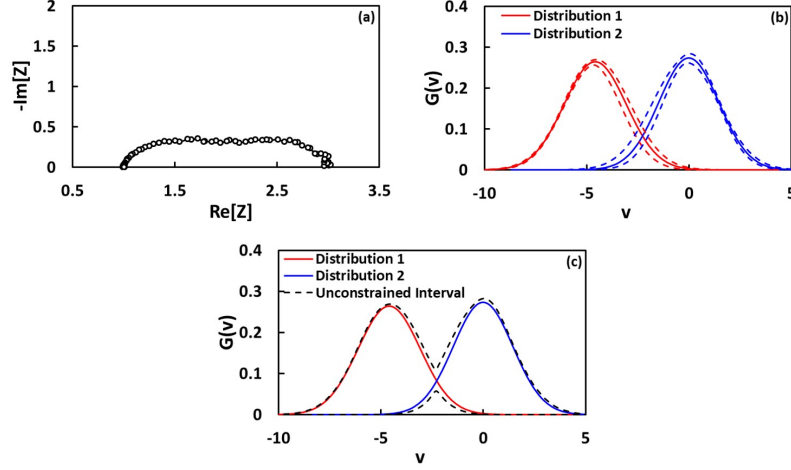 (a)
2
1.5
1
0.5
0
-Im[Z]
0.5 1.5 2.5 3.5
Re[Z]
(b)
Distribution 1
Distribution 2
0.4
0.3
0.2
0.1
0
G(v)
-10 -5 0 5
v
(c)
Distribution 1
Distribution 2
Unconstrained Interval
0.4
0.3
0.2
0.1
0
G(v)
-10 -5 0 5
v